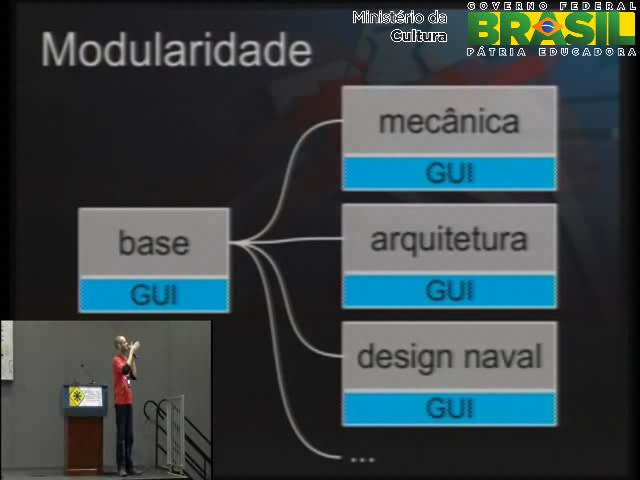 Modularidade
Ministério da
Cultura
GOVERNO FEDERAL
BRASIL
PÁTRIA EDUCADORA
mecânica
GUI
base
GUI
arquitetura
GUI
design naval
GUI
...